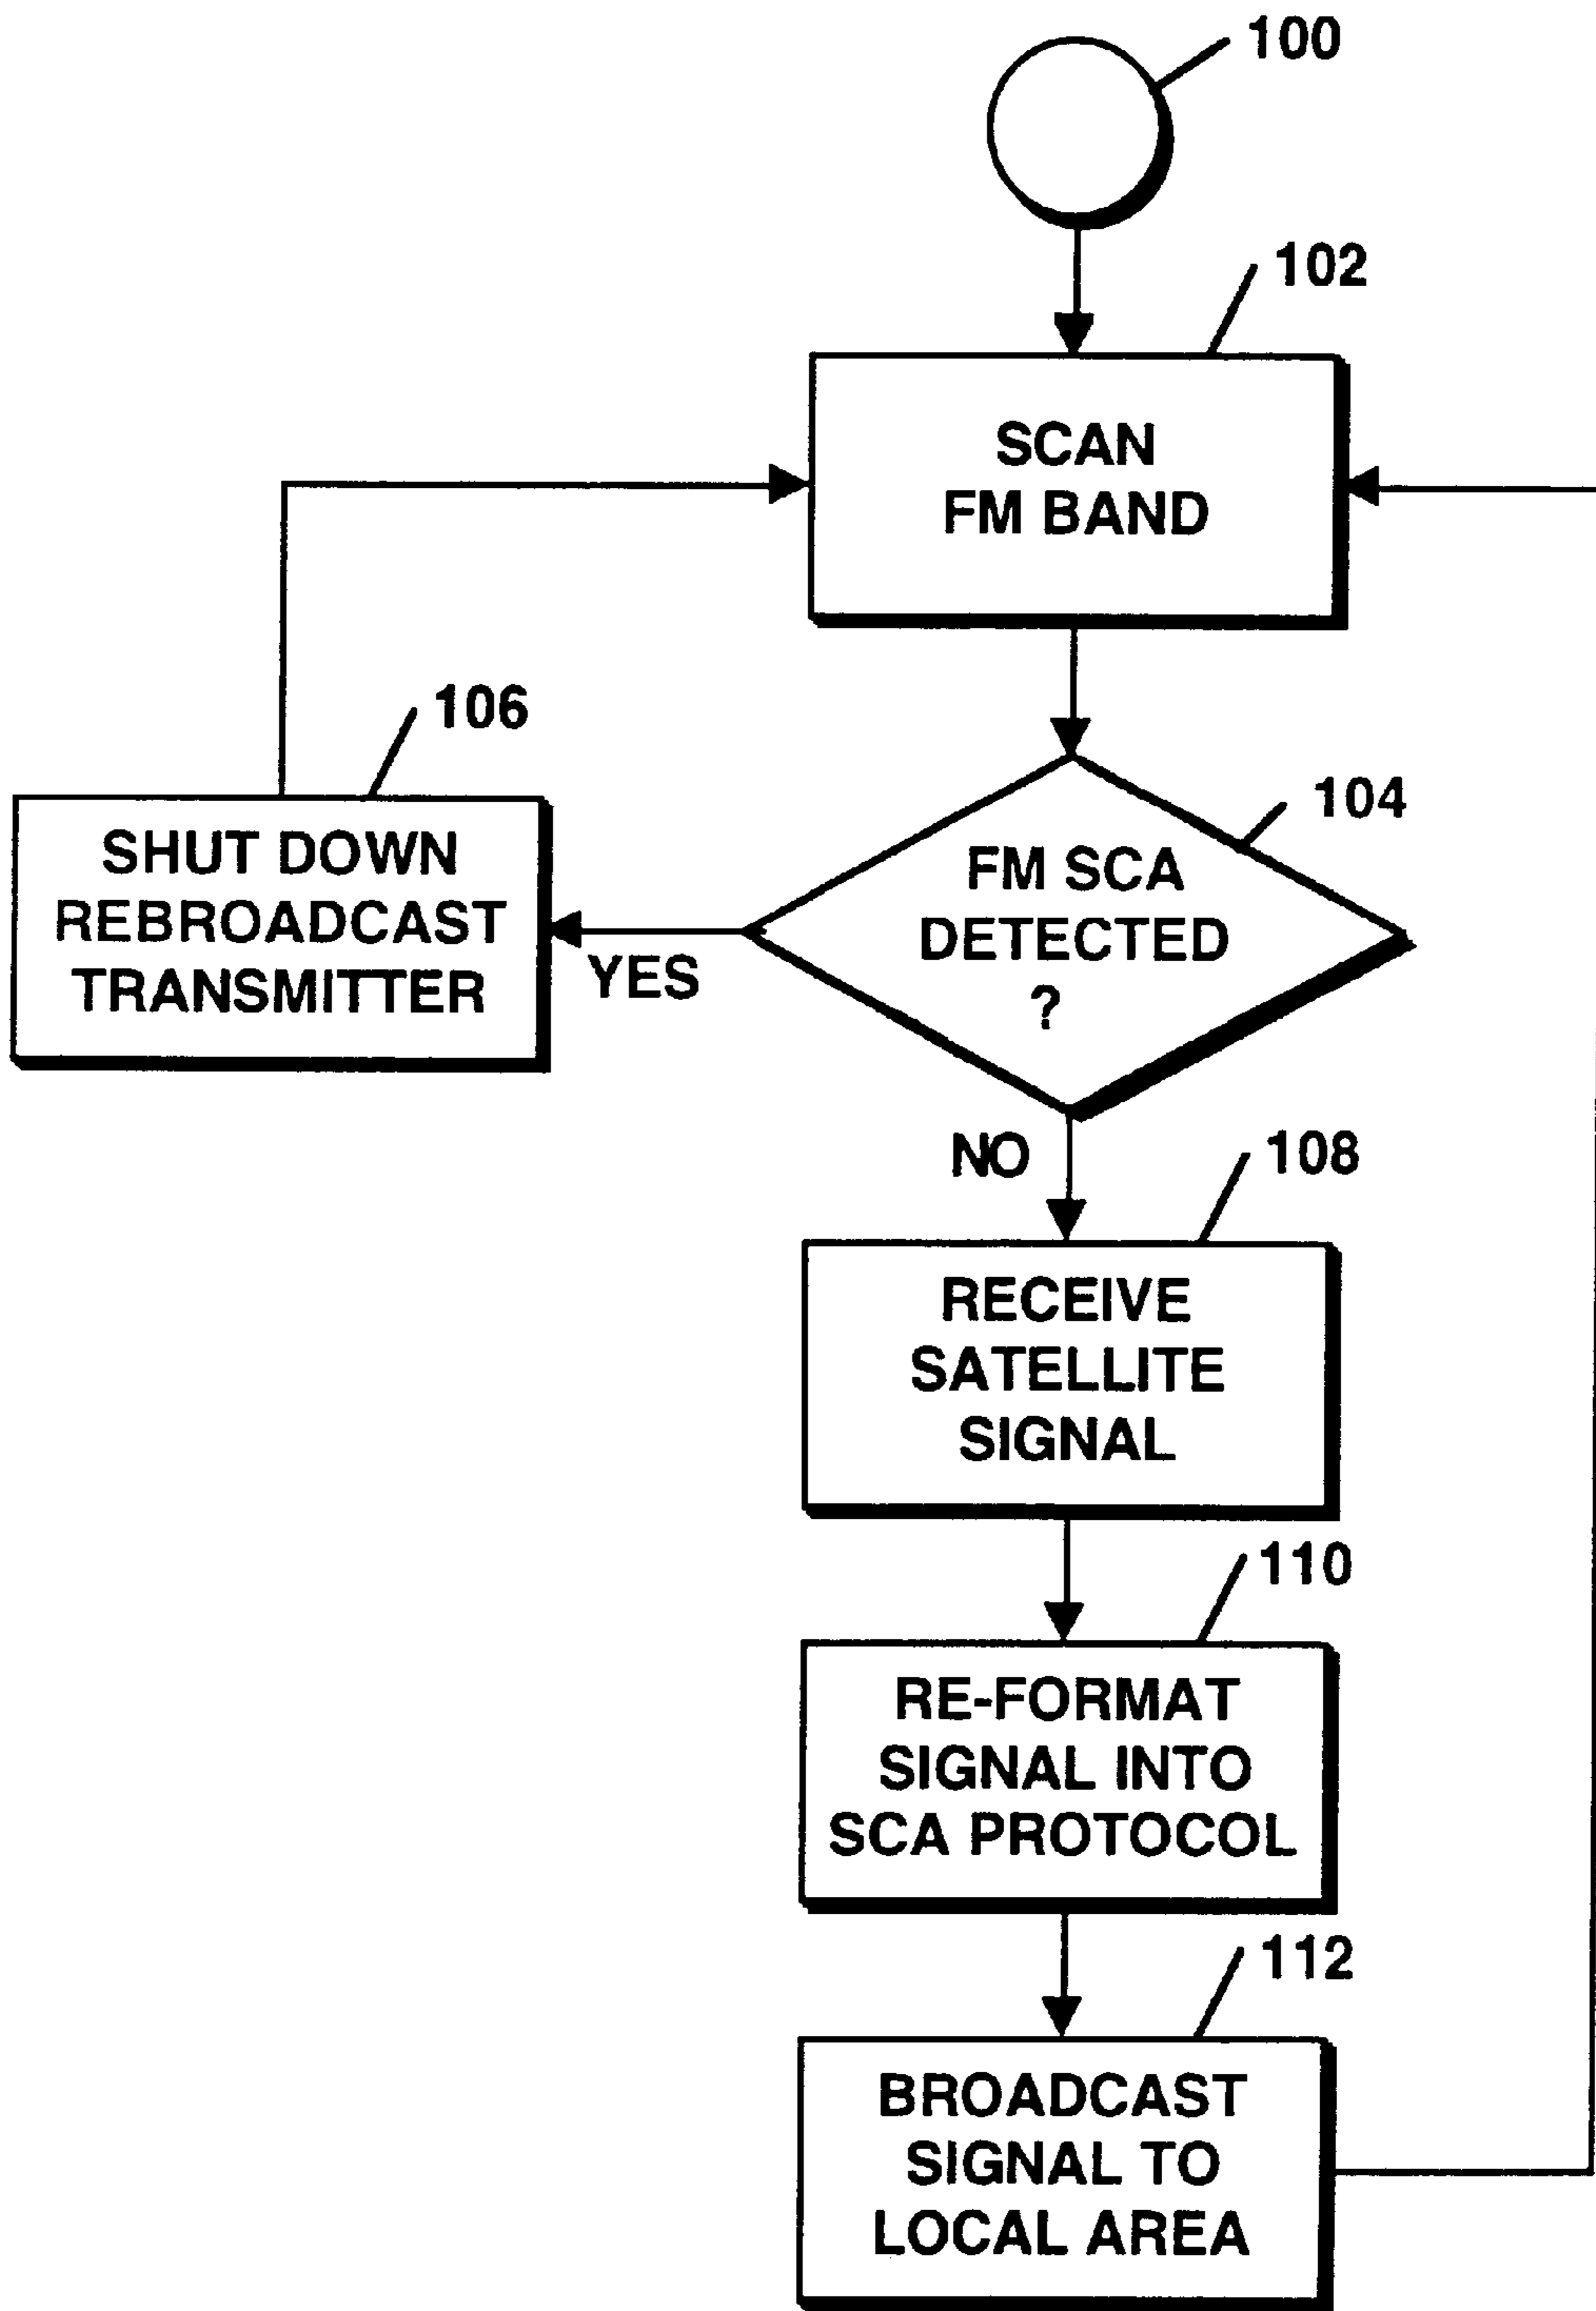 100
102
SCAN
FM BAND
106
SHUT DOWN
REBROADCAST
TRANSMITTER
104
FM SCA
DETECTED
?
YES
NO
108
RECEIVE
SATELLITE
SIGNAL
110
RE-FORMAT
SIGNAL INTO
SCA PROTOCOL
112
BROADCAST
SIGNAL TO
LOCAL AREA